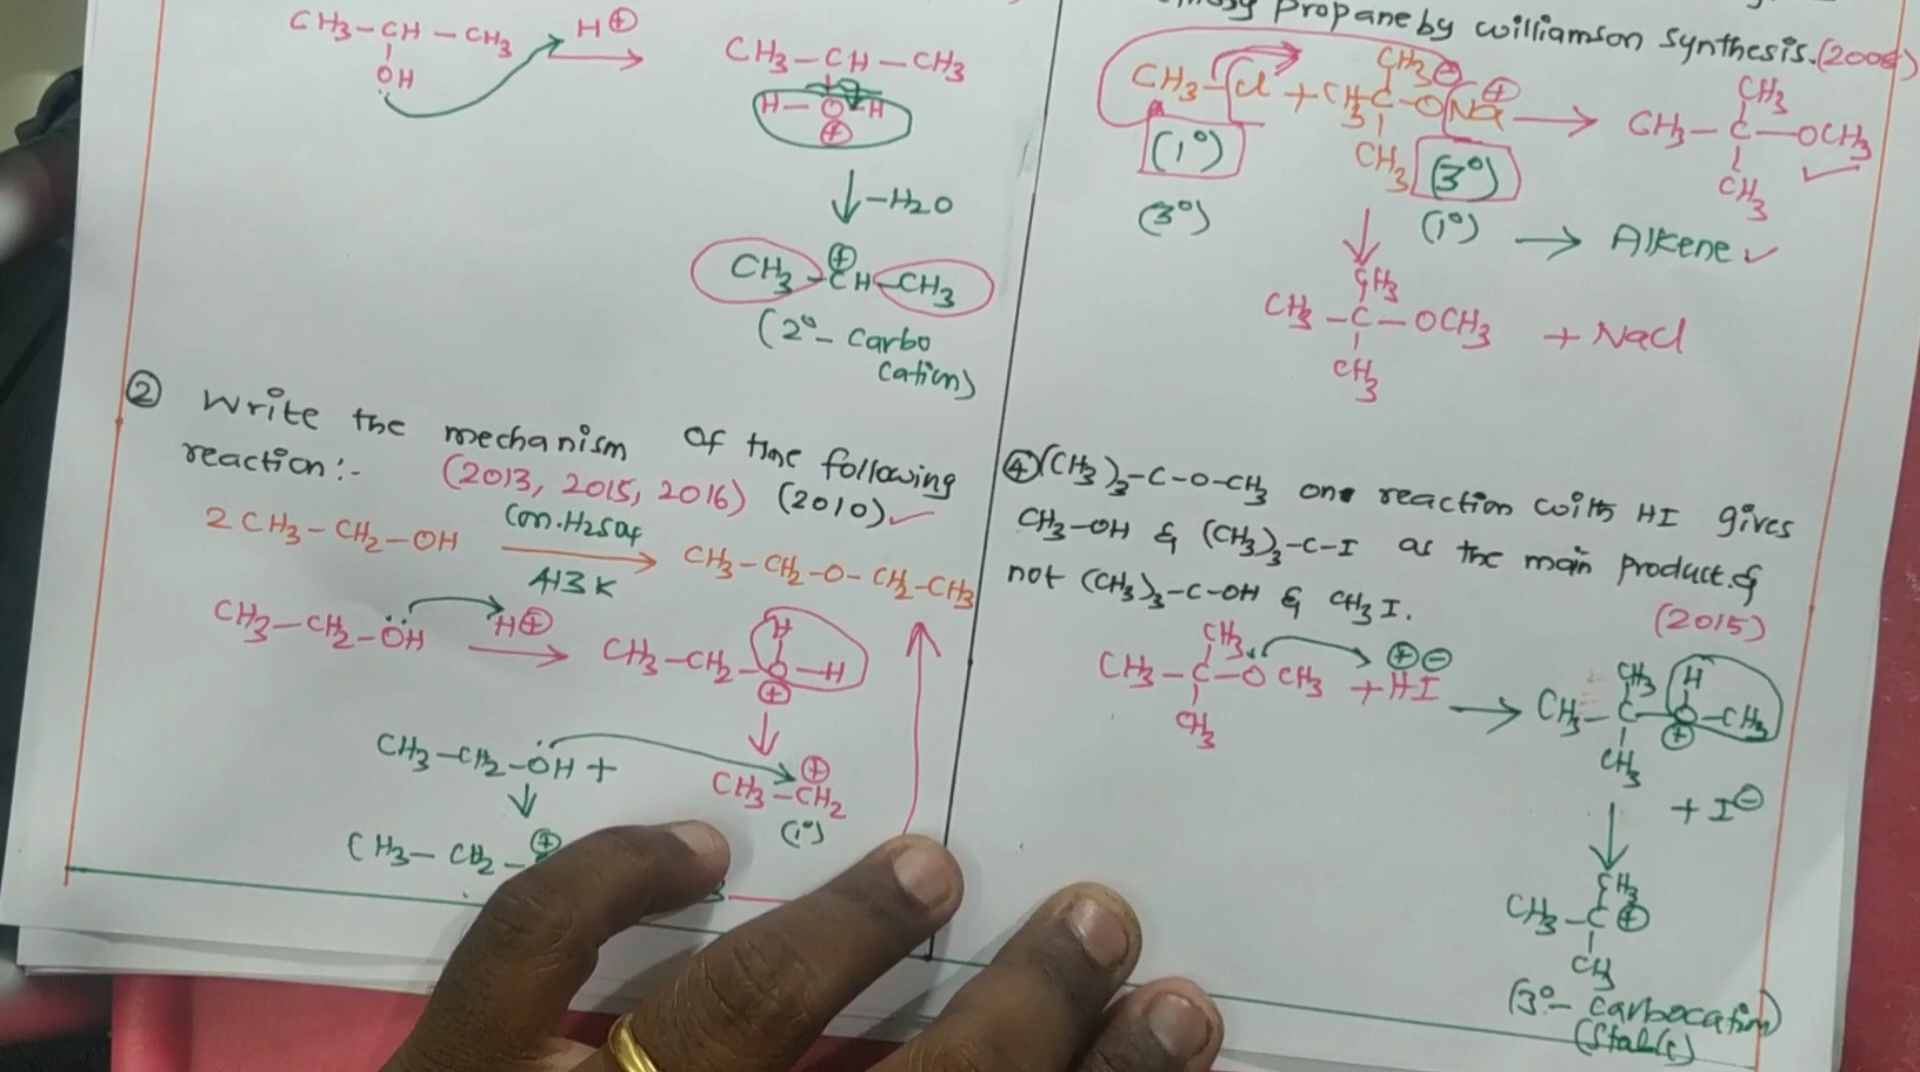 CH3-CH-CH3 H⊕ →
OH
CH3-CH-CH3
H-O-H
⊕
↓ -H2O
CH3-C⊕H-CH3
(2°- carbo
cation)
② Write the mechanism of the following
reaction:- (2013, 2015, 2016) (2010)✓
2CH3-CH2-OH Con.H2SO4 → 413K CH3-CH2-O-CH2-CH3
CH3-CH2-ÖH H⊕ → CH3-CH2-O-H
H
⊕
↓
CH3-CH2-ÖH + CH3-CH2
⊕
(1°)
↓
CH3-CH2-
⊕
propane by williamson synthesis.
CH3-Cl + CH3-C-ONa → CH3-C-OCH3 ✓
CH3 ⊖ ⊕ CH3
CH3 CH3
(1°) (3°)
(3°) (1°) → Alkene ✓
↓
CH3
CH3-C-OCH3 + NaCl
CH3
④ (CH3)3-C-O-CH3 on reaction with HI gives
CH3-OH & (CH3)3-C-I as the main product &
not (CH3)3-C-OH & CH3I.
(2015)
CH3 ⊕⊖ CH3 H
CH3-C-O CH3 + HI → CH3-C-O-CH3
CH3 ⊕
CH3
+ I⊖
↓
CH3
CH3-C⊕
CH3
(3°- carbocation)